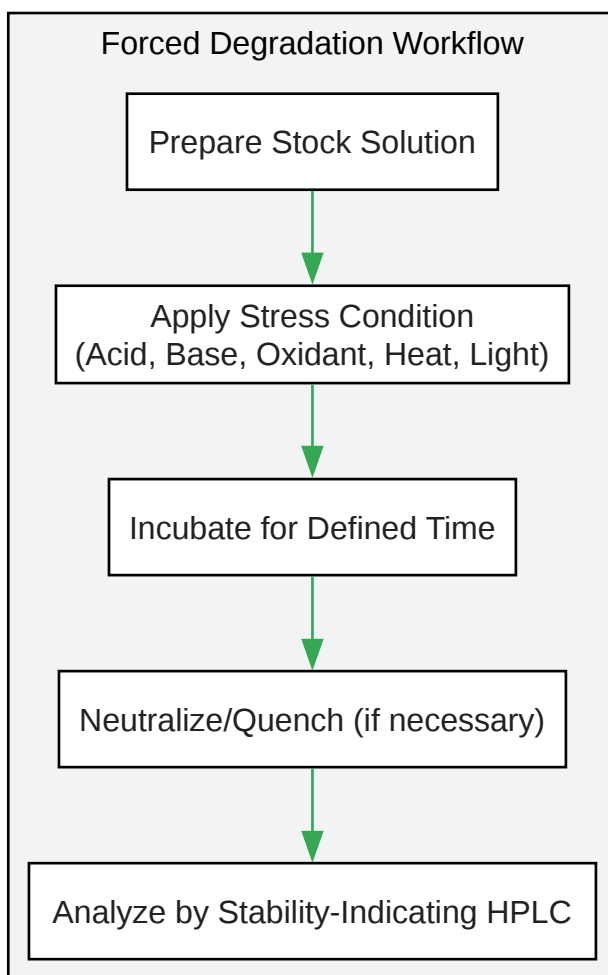 Forced Degradation Workflow
Prepare Stock Solution
Apply Stress Condition
(Acid, Base, Oxidant, Heat, Light)
Incubate for Defined Time
Neutralize/Quench (if necessary)
Analyze by Stability-Indicating HPLC